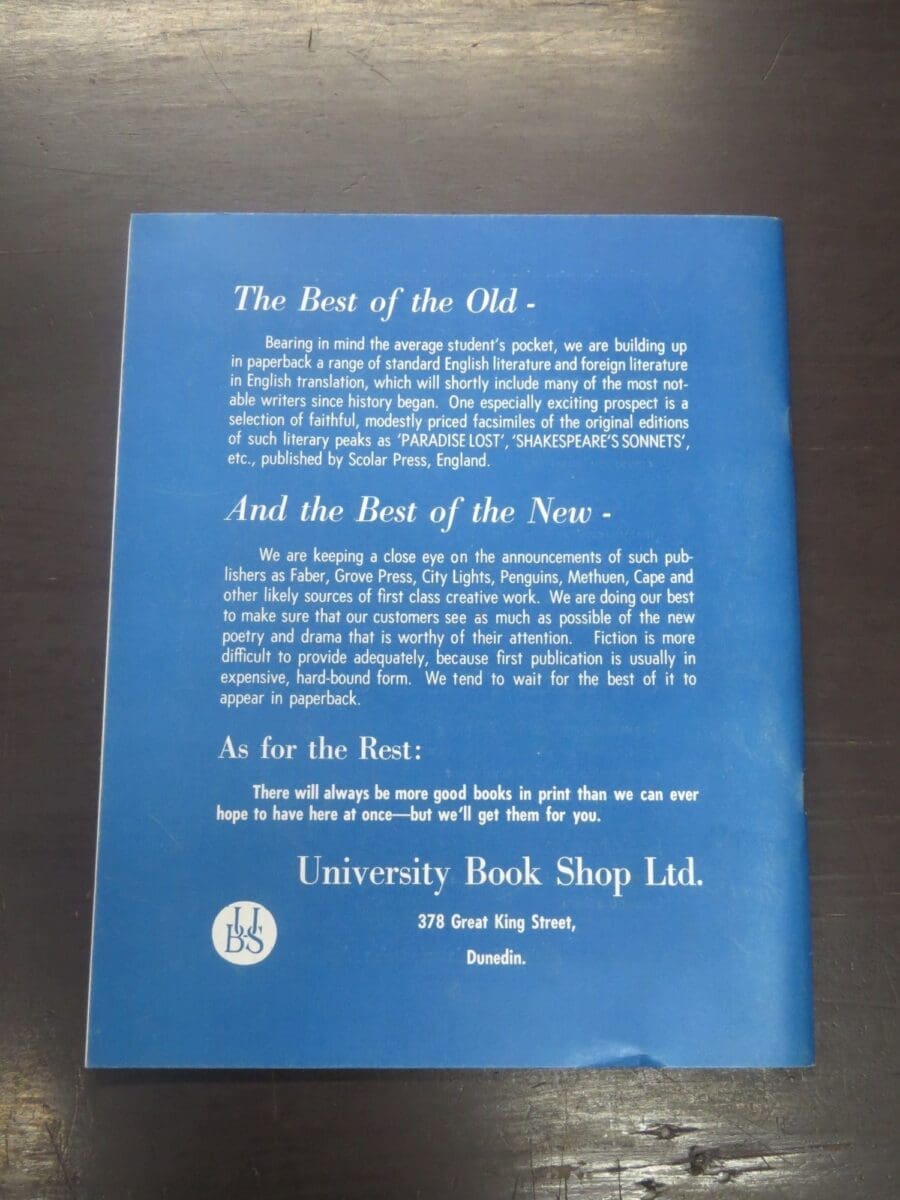 The Best of the Old -
Bearing in mind the average student's pocket, we are building up
in paperback a range of standard English literature and foreign literature
in English translation, which will shortly include many of the most not-
able writers since history began. One especially exciting prospect is a
selection of faithful, modestly priced facsimiles of the original editions
of such literary peaks as 'PARADISE LOST', 'SHAKESPEARE'S SONNETS',
etc., published by Scolar Press, England.
And the Best of the New -
We are keeping a close eye on the announcements of such pub-
lishers as Faber, Grove Press, City Lights, Penguins, Methuen, Cape and
other likely sources of first class creative work. We are doing our best
to make sure that our customers see as much as possible of the new
poetry and drama that is worthy of their attention. Fiction is more
difficult to provide adequately, because first publication is usually in
expensive, hard-bound form. We tend to wait for the best of it to
appear in paperback.
As for the Rest:
There will always be more good books in print than we can ever
hope to have here at once—but we'll get them for you.
University Book Shop Ltd.
378 Great King Street,
Dunedin.
U
B·S